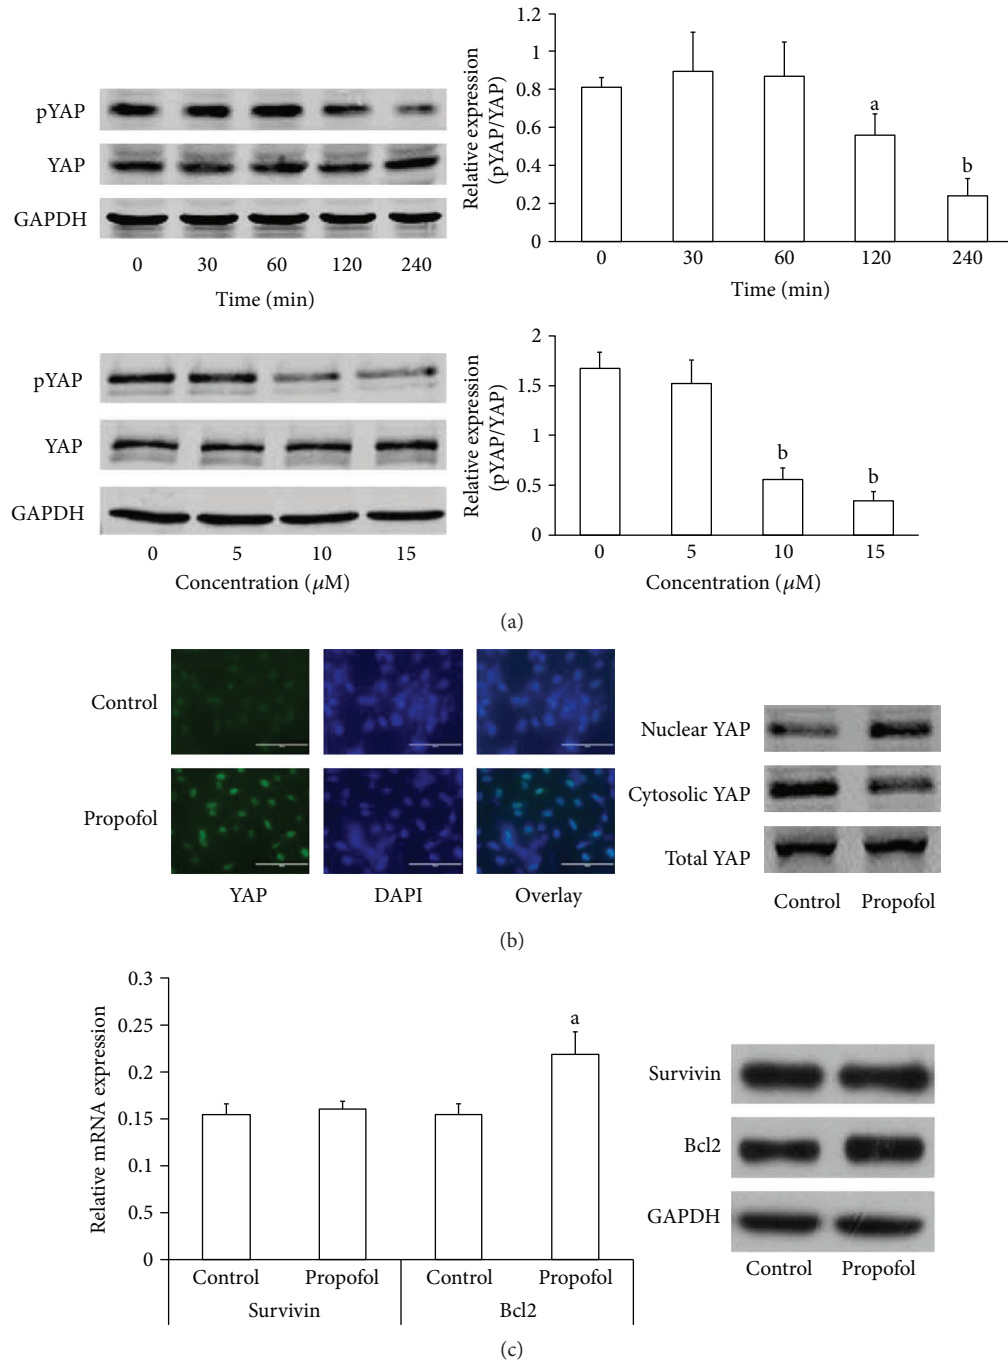 pYAP
YAP
GAPDH
0 30 60 120 240
Time (min)
Relative expression
(pYAP/YAP)
1.2
1
0.8
0.6
0.4
0.2
0
a
b
0 30 60 120 240
Time (min)
pYAP
YAP
GAPDH
0 5 10 15
Concentration (μM)
Relative expression
(pYAP/YAP)
2
1.5
1
0.5
0
b b
0 5 10 15
Concentration (μM)
(a)
Control
Propofol
YAP DAPI Overlay
Nuclear YAP
Cytosolic YAP
Total YAP
Control Propofol
(b)
Relative mRNA expression
0.3
0.25
0.2
0.15
0.1
0.5
0
a
Control Propofol Control Propofol
Survivin Bcl2
Survivin
Bcl2
GAPDH
Control Propofol
(c)